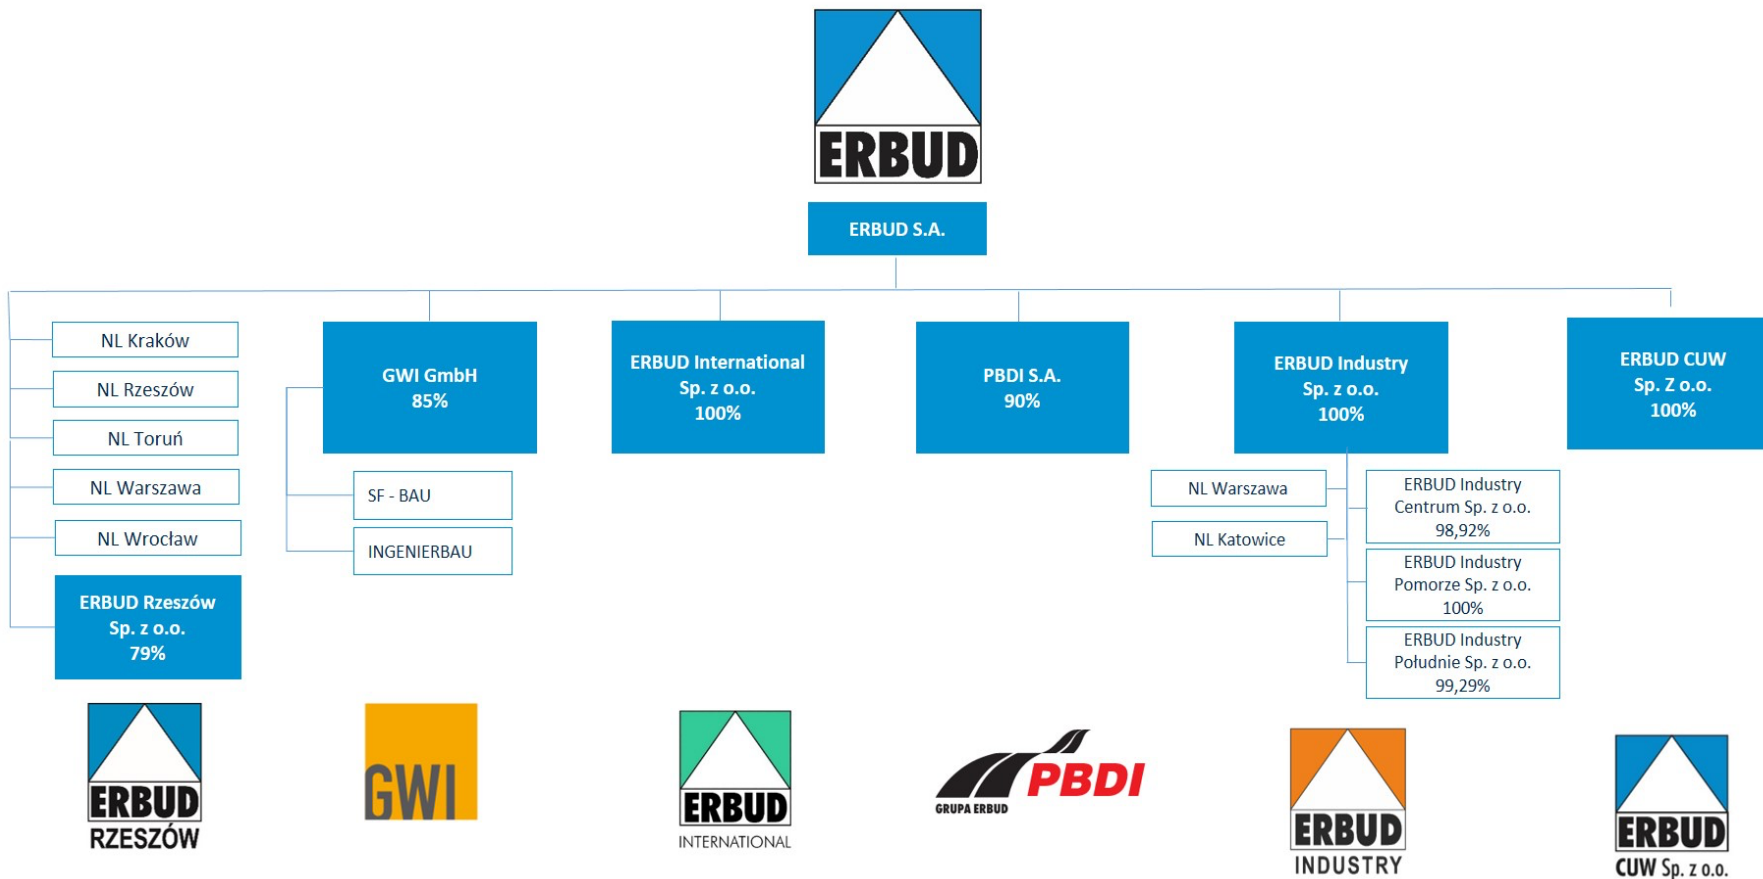 ERBUD
ERBUD S.A.
NL Kraków
NL Rzeszów
NL Toruń
NL Warszawa
NL Wrocław
ERBUD Rzeszów
Sp. z o.o.
79%
GWI GmbH
85%
SF - BAU
INGENIERBAU
ERBUD International
Sp. z o.o.
100%
PBDI S.A.
90%
ERBUD Industry
Sp. z o.o.
100%
NL Warszawa
NL Katowice
ERBUD Industry
Centrum Sp. z o.o.
98,92%
ERBUD Industry
Pomorze Sp. z o.o.
100%
ERBUD Industry
Południe Sp. z o.o.
99,29%
ERBUD CUW
Sp. Z o.o.
100%
ERBUD
RZESZÓW
GWI
ERBUD
INTERNATIONAL
PBDI
GRUPA ERBUD
ERBUD
INDUSTRY
ERBUD
CUW Sp. z o.o.